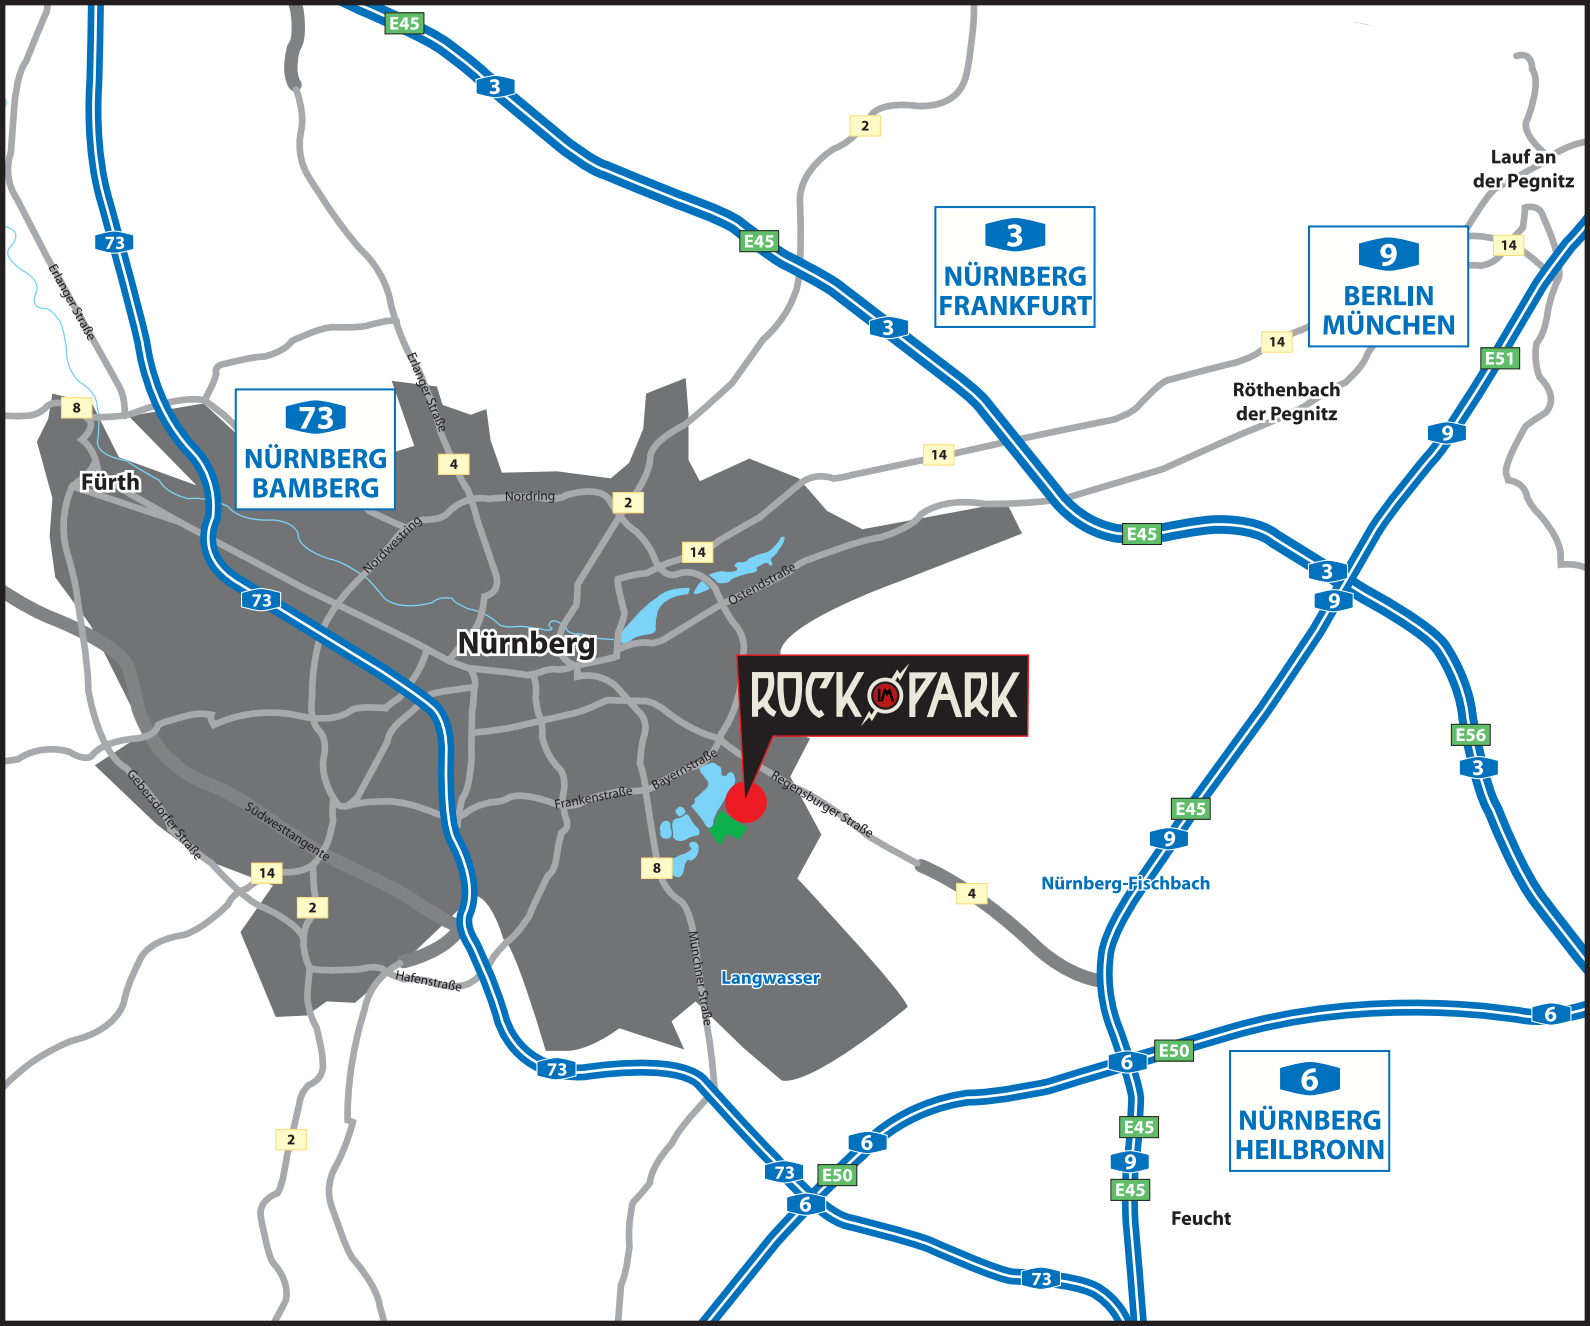 E45
3
2
Lauf an
der Pegnitz
73
E45
3
NÜRNBERG
FRANKFURT
9
BERLIN
MÜNCHEN
14
Erlanger Straße
3
14
E51
Erlanger Straße
Röthenbach
der Pegnitz
8
73
NÜRNBERG
BAMBERG
9
4
14
Fürth
Nordring
2
Nordwestring
E45
14
3
Ostendstraße
73
9
Nürnberg
ROCK IM PARK
E56
3
Bayernstraße
Regensburger Straße
Gebersdorfer Straße
Frankenstraße
Südwesttangente
E45
9
14
8
Nürnberg-Fischbach
4
2
Münchner Straße
Langwasser
Hafenstraße
6
E50
6
73
6
NÜRNBERG
HEILBRONN
2
6
E45
73
E50
9
6
E45
Feucht
73